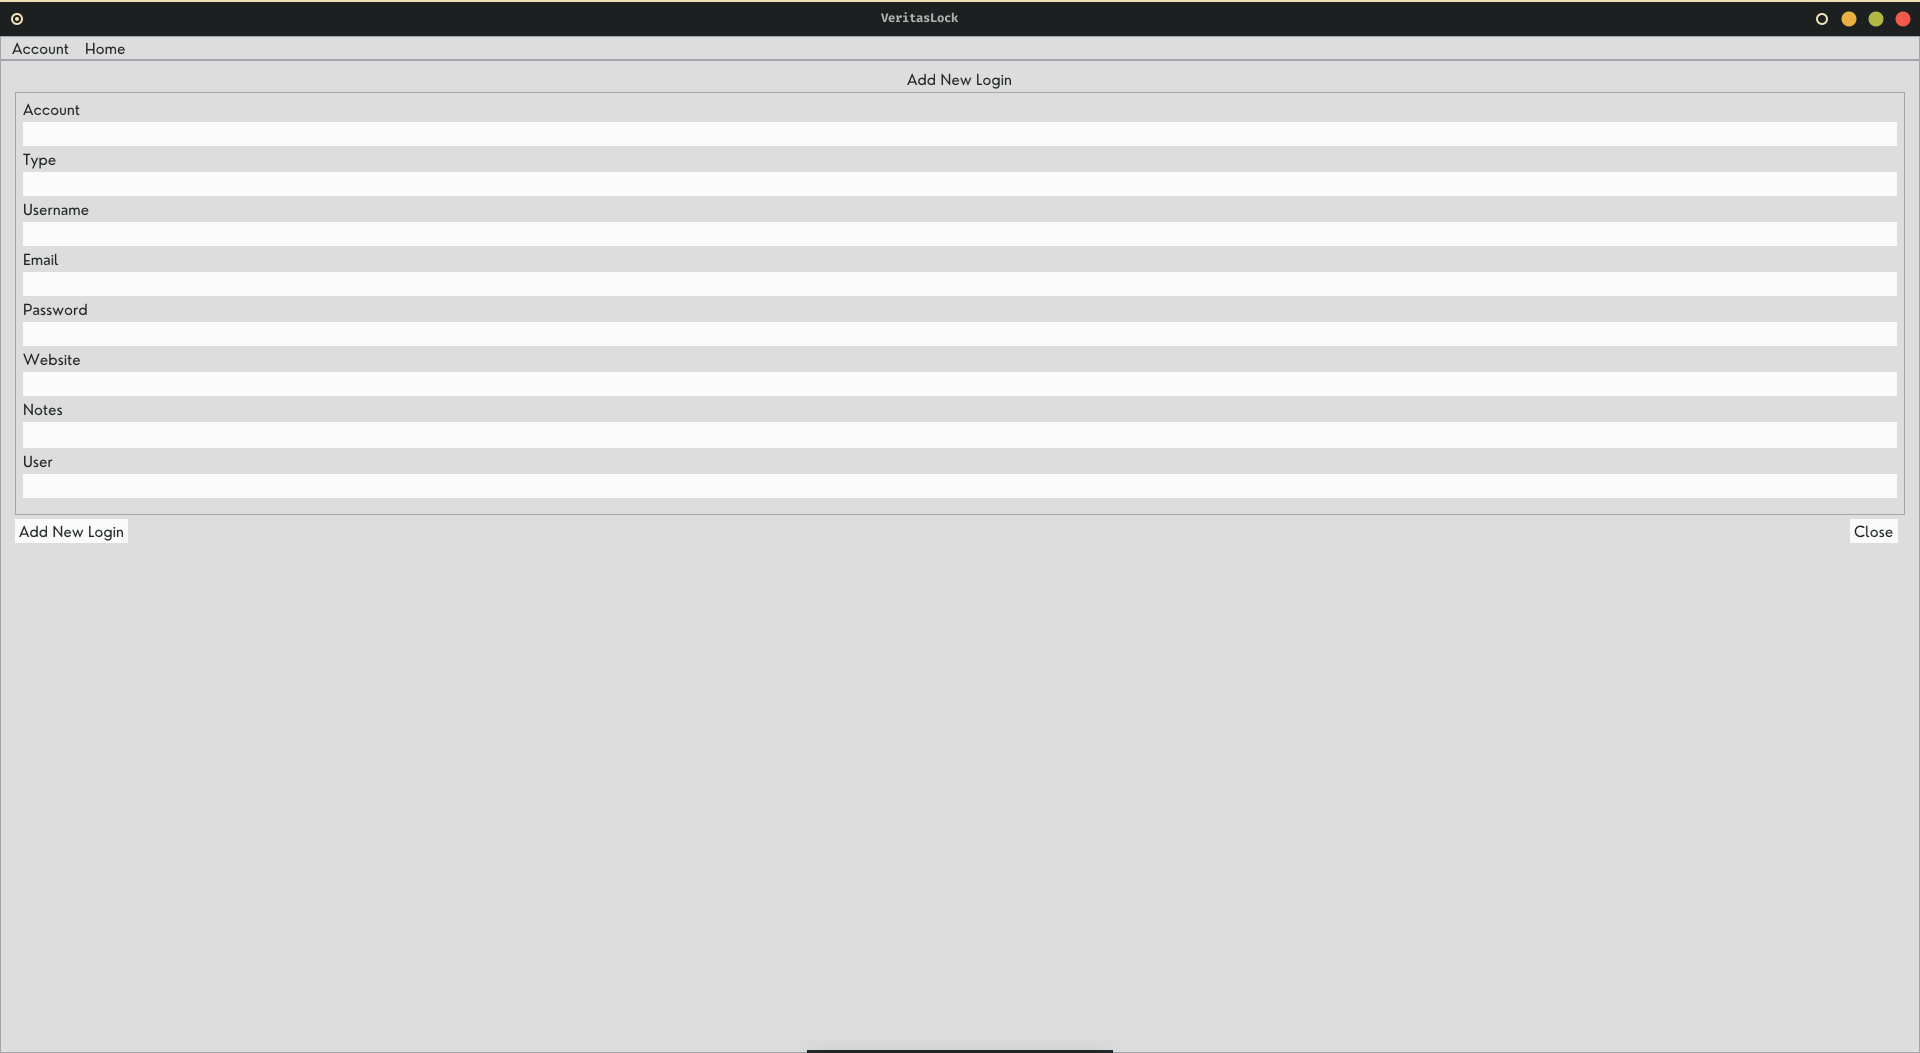 VeritasLock
Account Home
Add New Login
Account
Type
Username
Email
Password
Website
Notes
User
Add New Login Close